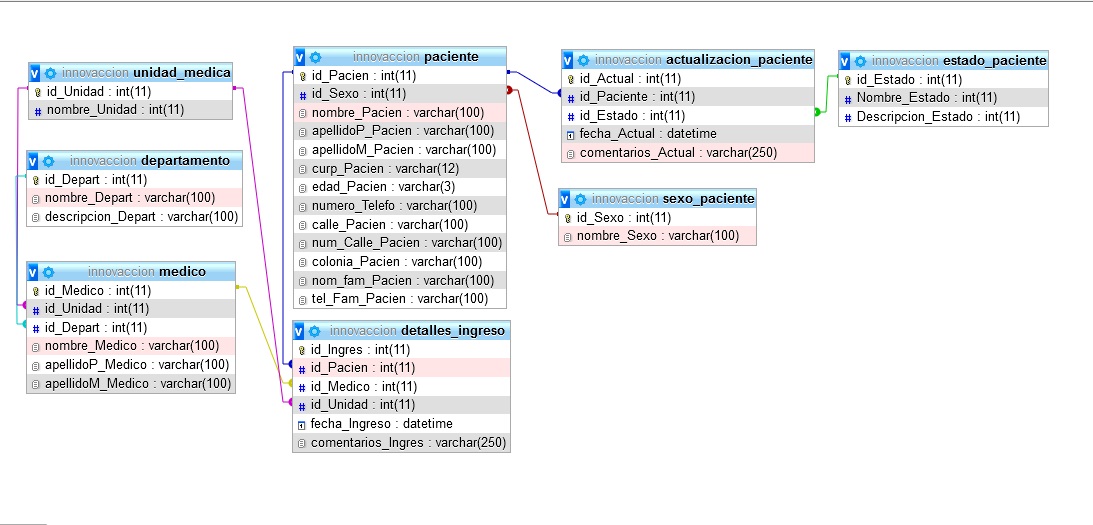 innovaccion unidad_medica
id_Unidad : int(11)
nombre_Unidad : int(11)
innovaccion departamento
id_Depart : int(11)
nombre_Depart : varchar(100)
descripcion_Depart : varchar(100)
innovaccion medico
id_Medico : int(11)
id_Unidad : int(11)
id_Depart : int(11)
nombre_Medico : varchar(100)
apellidoP_Medico : varchar(100)
apellidoM_Medico : varchar(100)
innovaccion paciente
id_Pacien : int(11)
id_Sexo : int(11)
nombre_Pacien : varchar(100)
apellidoP_Pacien : varchar(100)
apellidoM_Pacien : varchar(100)
curp_Pacien : varchar(12)
edad_Pacien : varchar(3)
numero_Telefo : varchar(100)
calle_Pacien : varchar(100)
num_Calle_Pacien : varchar(100)
colonia_Pacien : varchar(100)
nom_fam_Pacien : varchar(100)
tel_Fam_Pacien : varchar(100)
innovaccion detalles_ingreso
id_Ingres : int(11)
id_Pacien : int(11)
id_Medico : int(11)
id_Unidad : int(11)
fecha_Ingreso : datetime
comentarios_Ingres : varchar(250)
innovaccion actualizacion_paciente
id_Actual : int(11)
id_Paciente : int(11)
id_Estado : int(11)
fecha_Actual : datetime
comentarios_Actual : varchar(250)
innovaccion sexo_paciente
id_Sexo : int(11)
nombre_Sexo : varchar(100)
innovaccion estado_paciente
id_Estado : int(11)
Nombre_Estado : int(11)
Descripcion_Estado : int(11)